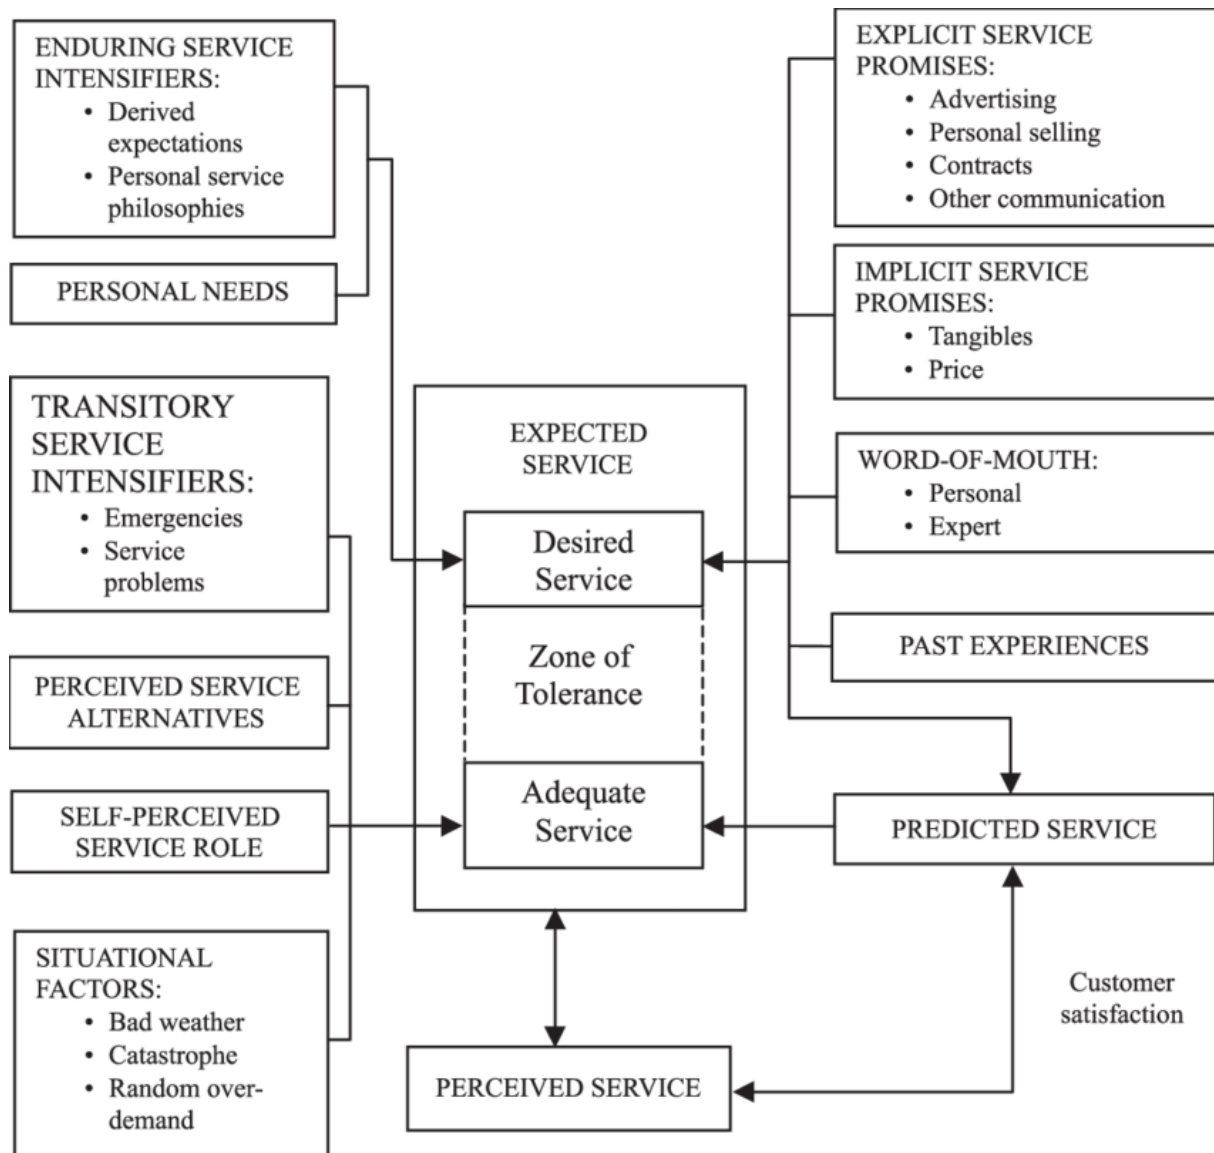 ENDURING SERVICE
INTENSIFIERS:
• Derived
expectations
• Personal service
philosophies
PERSONAL NEEDS
TRANSITORY
SERVICE
INTENSIFIERS:
• Emergencies
• Service
problems
PERCEIVED SERVICE
ALTERNATIVES
SELF-PERCEIVED
SERVICE ROLE
SITUATIONAL
FACTORS:
• Bad weather
• Catastrophe
• Random over-
demand
EXPECTED
SERVICE
Desired
Service
Zone of
Tolerance
Adequate
Service
PERCEIVED SERVICE
EXPLICIT SERVICE
PROMISES:
• Advertising
• Personal selling
• Contracts
• Other communication
IMPLICIT SERVICE
PROMISES:
• Tangibles
• Price
WORD-OF-MOUTH:
• Personal
• Expert
PAST EXPERIENCES
PREDICTED SERVICE
Customer
satisfaction